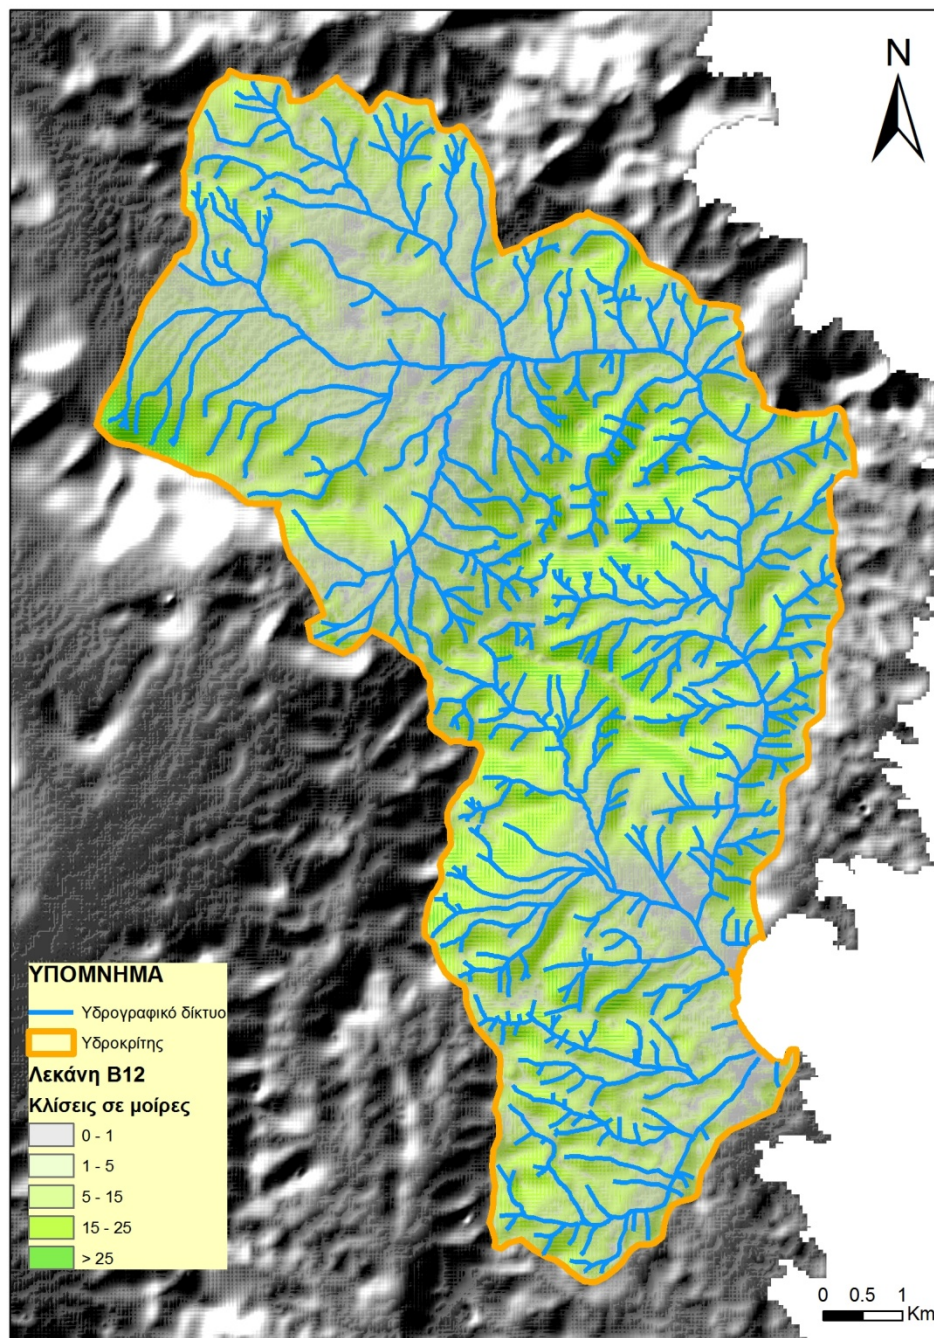 N
ΥΠΟΜΝΗΜΑ
Υδρογραφικό δίκτυο
Υδροκρίτης
Λεκάνη Β12
Κλίσεις σε μοίρες
0 - 1
1 - 5
5 - 15
15 - 25
> 25
0 0.5 1
Km